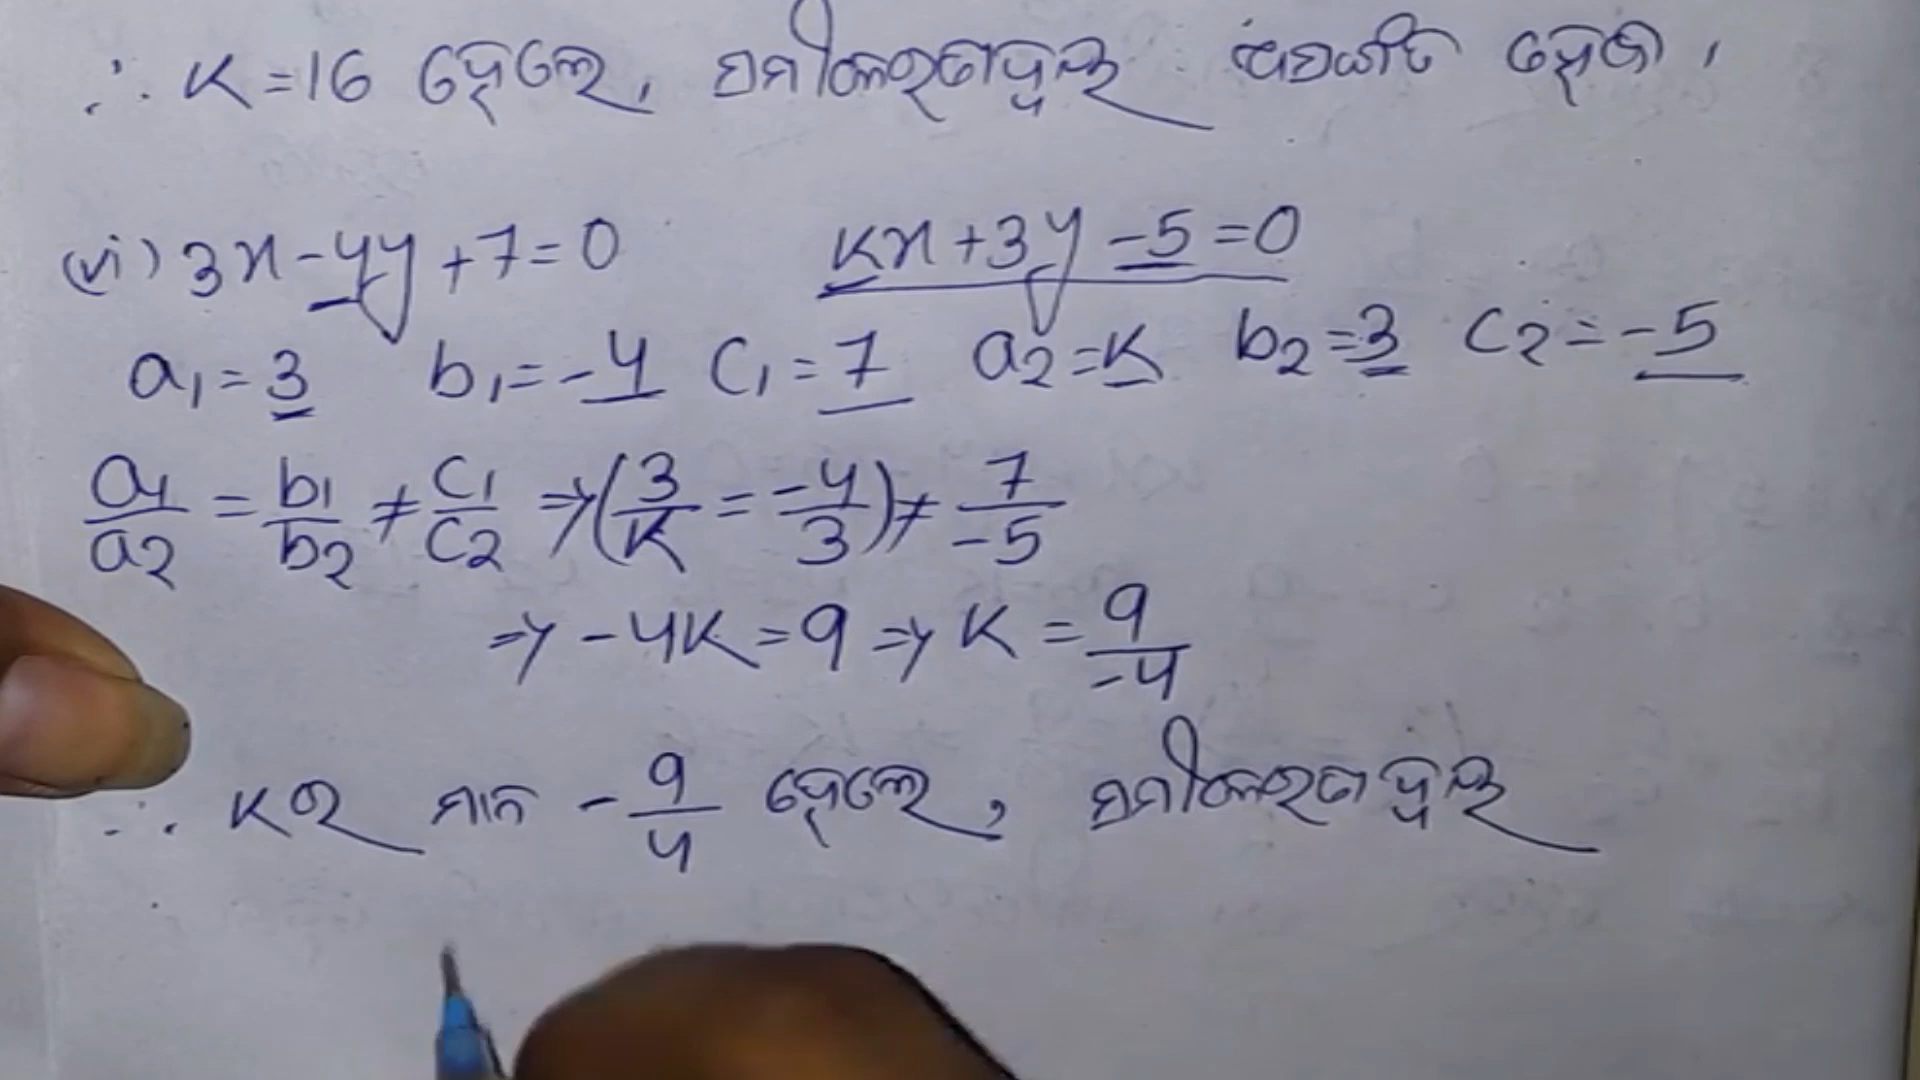 ∴ K=16 ହେଲେ, ସମୀକରଣଦ୍ୱୟ ଅସଙ୍ଗତ ହେବ ।
(vi) 3x-4y+7=0 kx+3y-5=0
a₁=3 b₁=-4 c₁=7 a₂=k b₂=3 c₂=-5
a₁/a₂ = b₁/b₂ ≠ c₁/c₂ ⇒ (3/K = -4/3) ≠ 7/-5
⇒ -4K=9 ⇒ K = 9/-4
∴ Kର ମାନ -9/4 ହେଲେ, ସମୀକରଣ ଦ୍ୱୟ